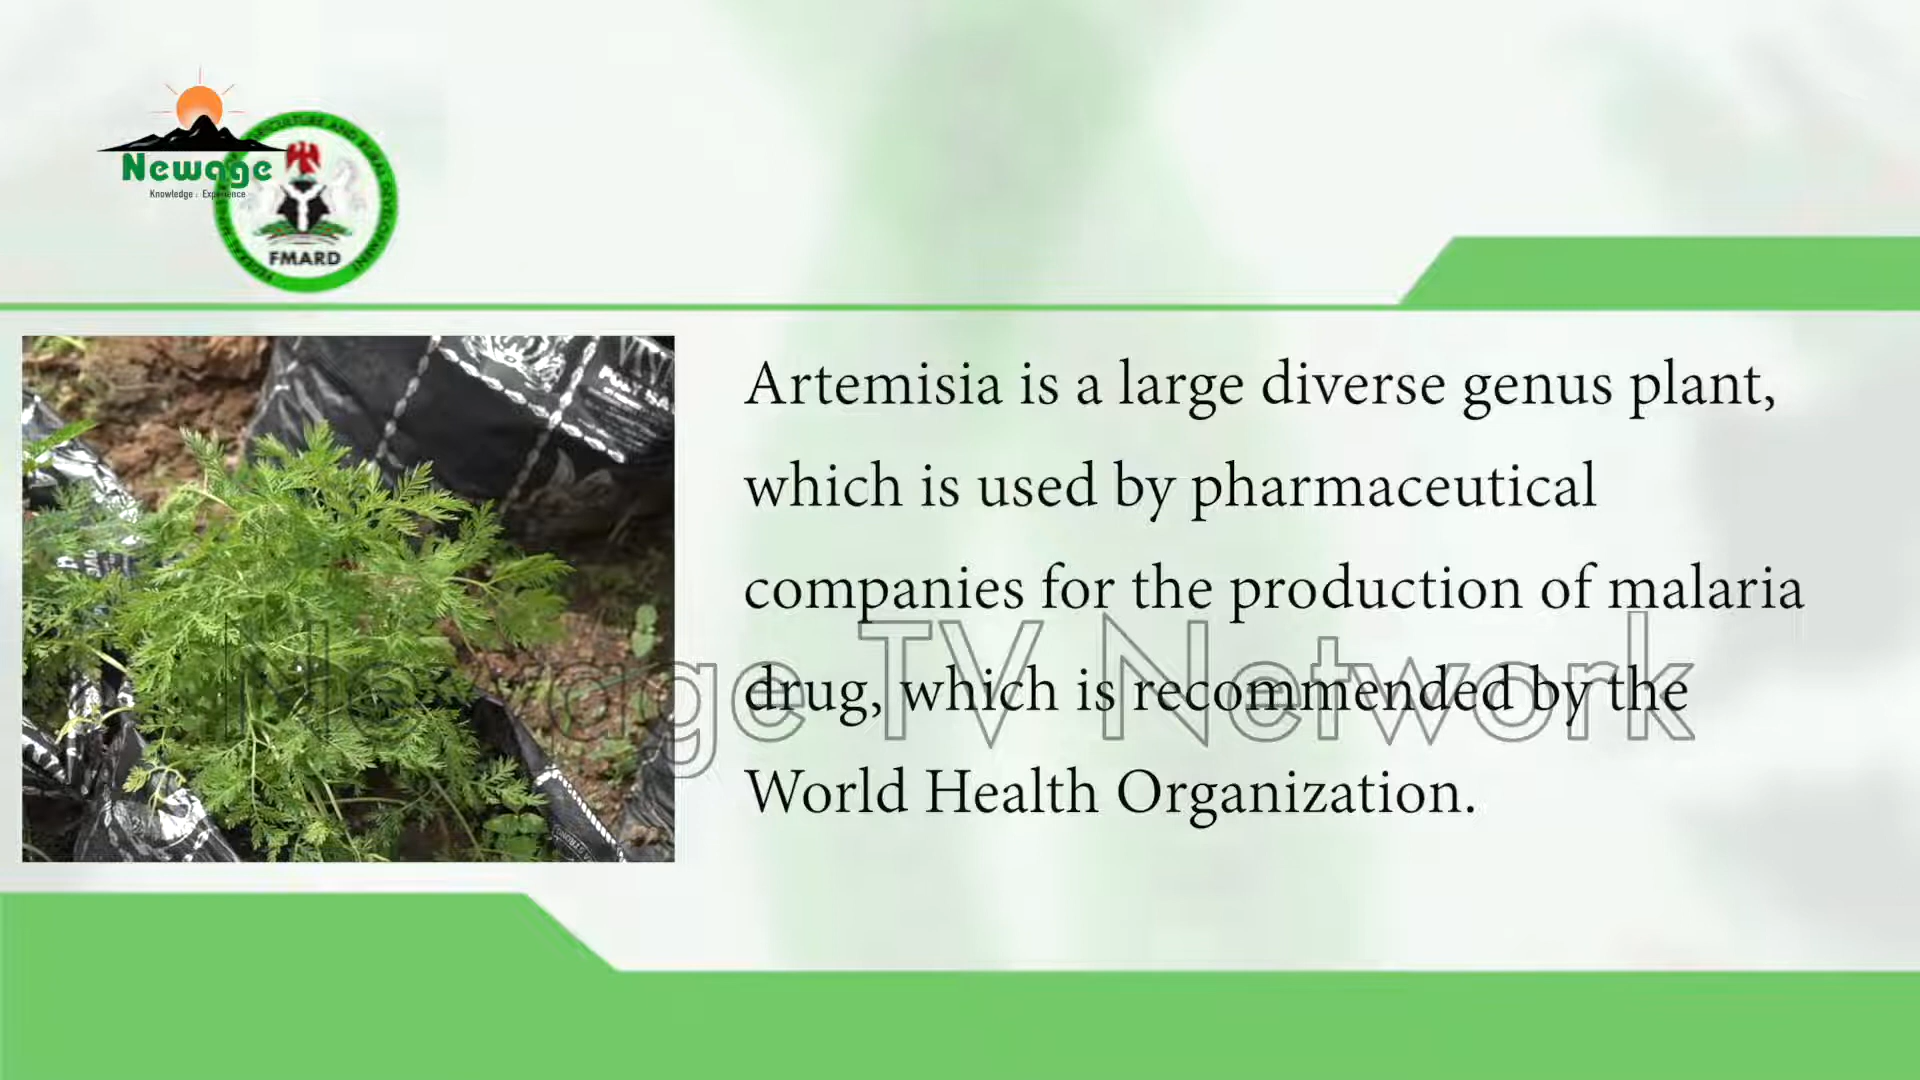 Newage
Knowledge . Experience
FMARD
Artemisia is a large diverse genus plant,
which is used by pharmaceutical
companies for the production of malaria
drug, which is recommended by the
World Health Organization.
Newage TV Network